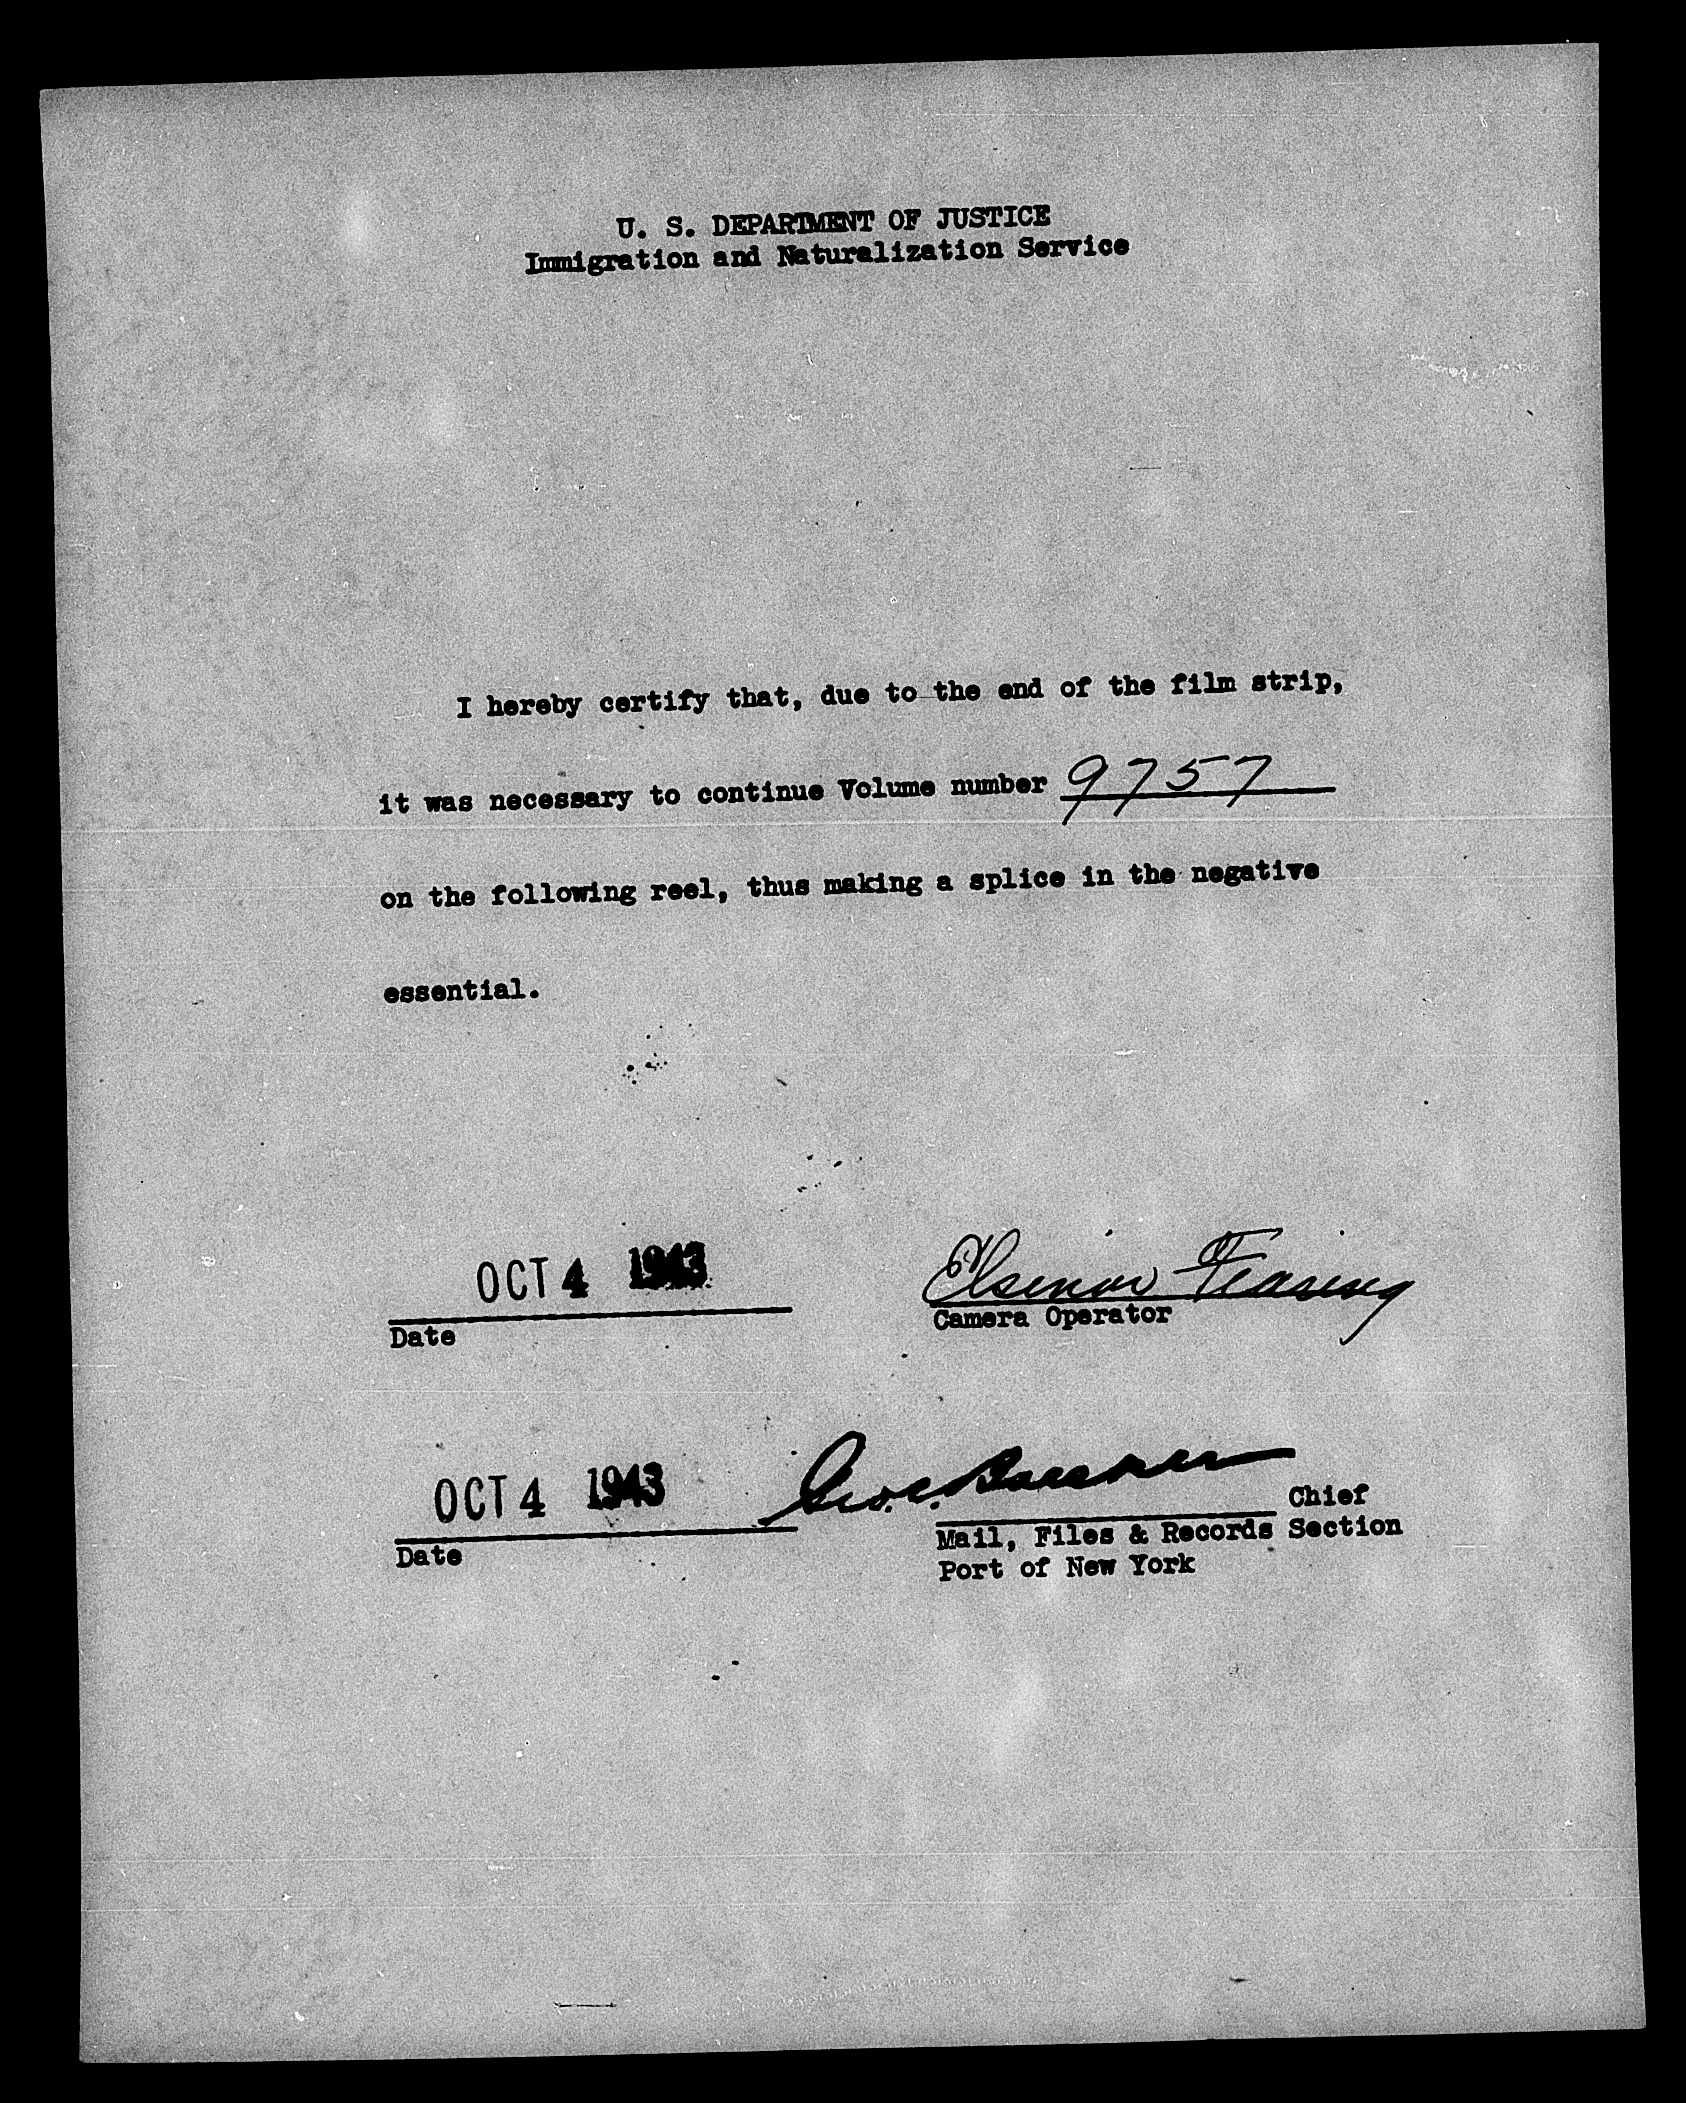 U. S. DEPARTMENT OF JUSTICE
Immigration and Naturalization Service
I hereby certify that, due to the end of the film strip,
it was necessary to continue Volume number 9757
on the following reel, thus making a splice in the negative
essential.
OCT 4 1943
Elsinor
Date
Camera Operator
OCT 4 1943
Geo. C.
Chief
Date
Mail, Files & Records Section
Port of New York